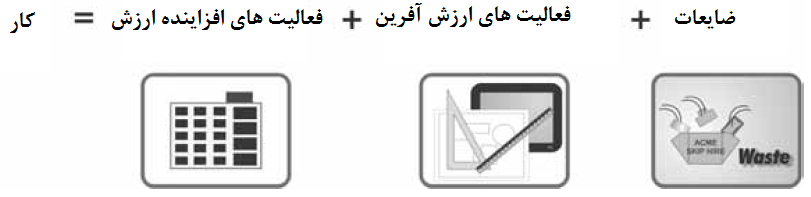 کار = فعالیت های افزاینده ارزش + فعالیت های ارزش آفرین + ضایعات
ACME
SKIP HIRE
Waste